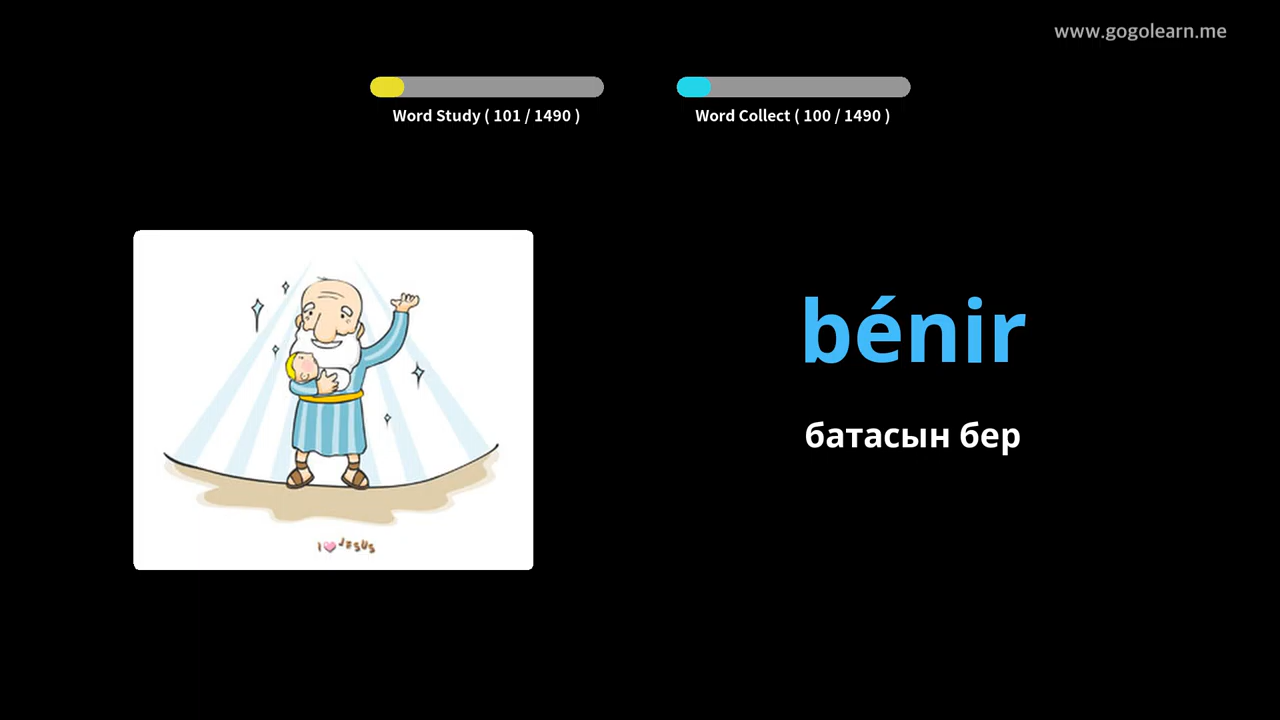 www.gogolearn.me
Word Study ( 101 / 1490 )
Word Collect ( 100 / 1490 )
bénir
батасын бер
I JESUS